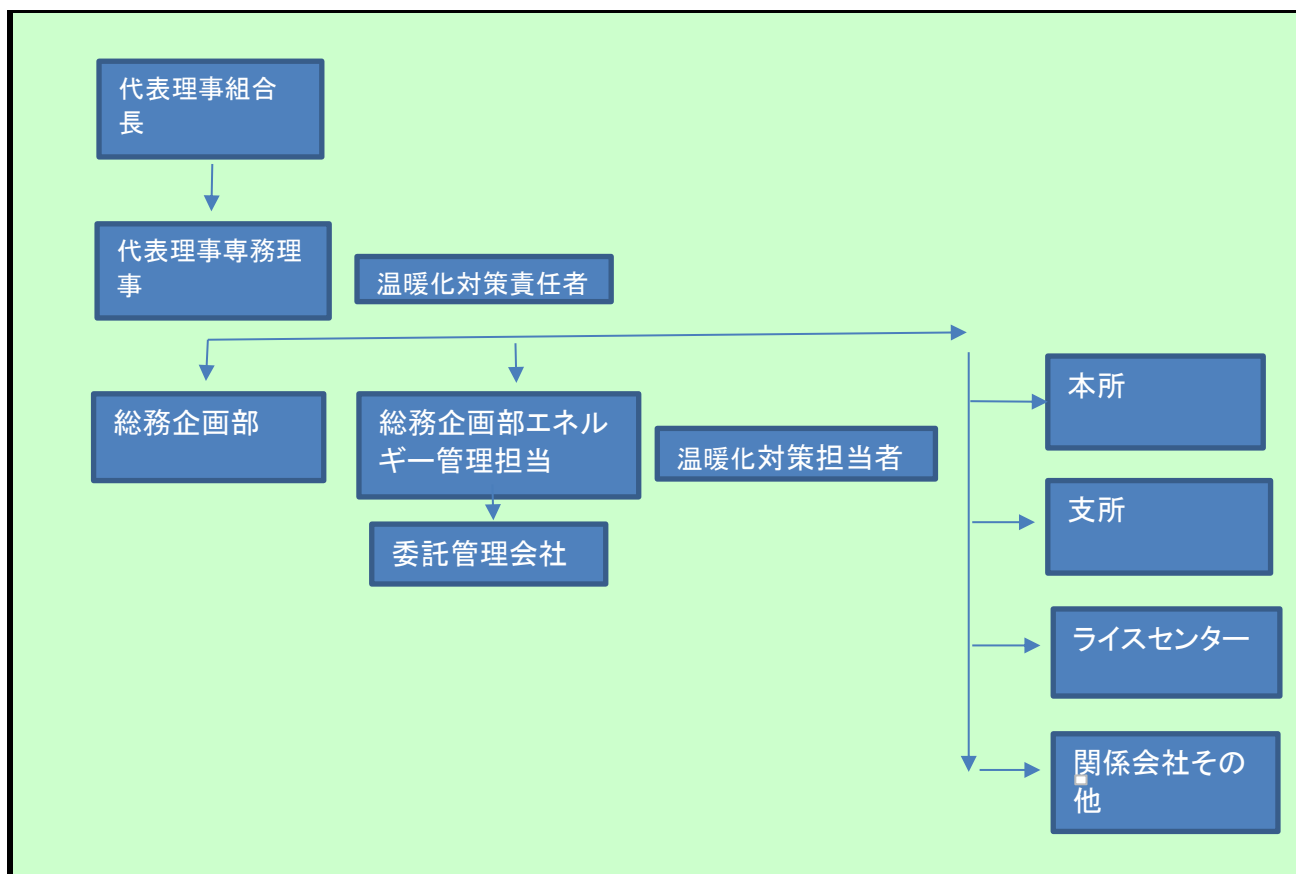 代表理事組合
長
代表理事専務理
事
温暖化対策責任者
総務企画部
総務企画部エネル
ギー管理担当
温暖化対策担当者
委託管理会社
本所
支所
ライスセンター
関係会社その
他